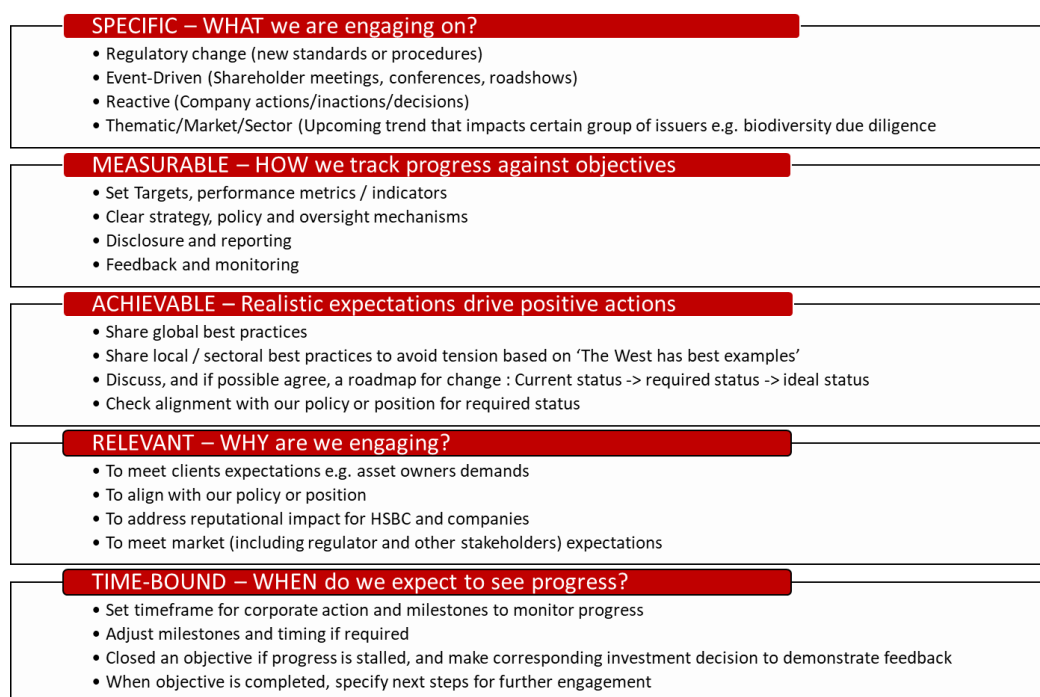 SPECIFIC – WHAT we are engaging on?
• Regulatory change (new standards or procedures)
• Event-Driven (Shareholder meetings, conferences, roadshows)
• Reactive (Company actions/inactions/decisions)
• Thematic/Market/Sector (Upcoming trend that impacts certain group of issuers e.g. biodiversity due diligence
MEASURABLE – HOW we track progress against objectives
• Set Targets, performance metrics / indicators
• Clear strategy, policy and oversight mechanisms
• Disclosure and reporting
• Feedback and monitoring
ACHIEVABLE – Realistic expectations drive positive actions
• Share global best practices
• Share local / sectoral best practices to avoid tension based on ‘The West has best examples’
• Discuss, and if possible agree, a roadmap for change : Current status -> required status -> ideal status
• Check alignment with our policy or position for required status
RELEVANT – WHY are we engaging?
• To meet clients expectations e.g. asset owners demands
• To align with our policy or position
• To address reputational impact for HSBC and companies
• To meet market (including regulator and other stakeholders) expectations
TIME-BOUND – WHEN do we expect to see progress?
• Set timeframe for corporate action and milestones to monitor progress
• Adjust milestones and timing if required
• Closed an objective if progress is stalled, and make corresponding investment decision to demonstrate feedback
• When objective is completed, specify next steps for further engagement